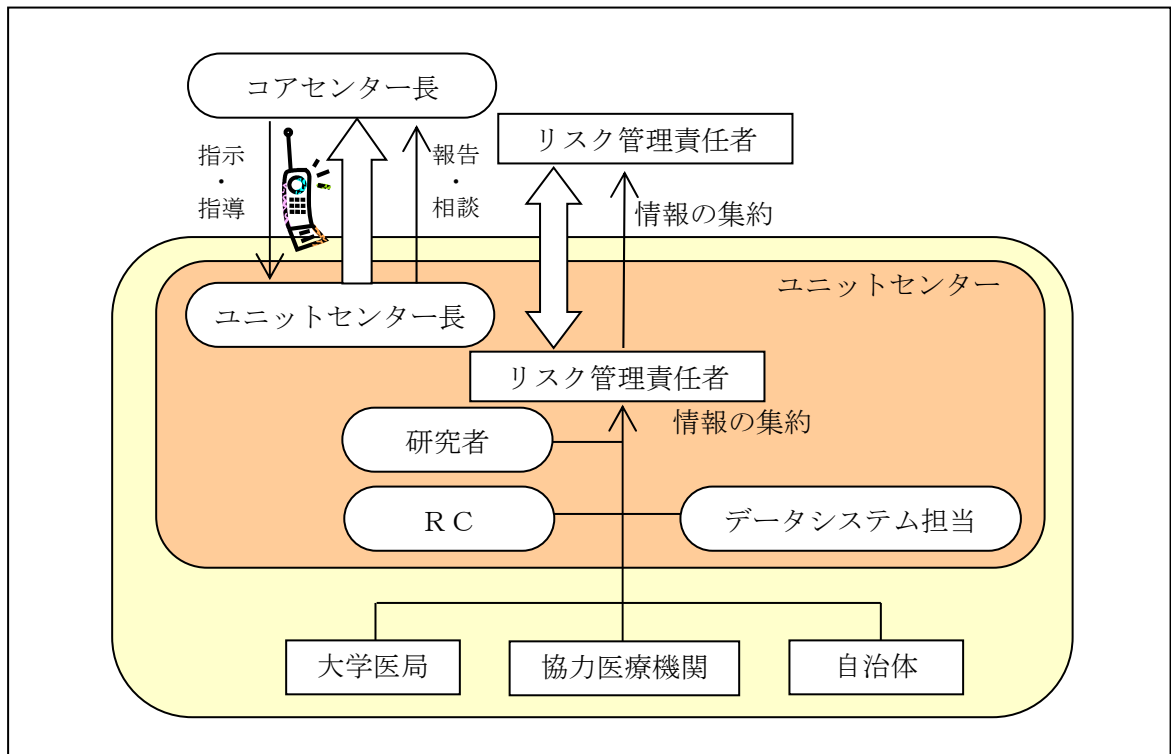 コアセンター長
リスク管理責任者
指示
・
指導
報告
・
相談
情報の集約
ユニットセンター
ユニットセンター長
リスク管理責任者
情報の集約
研究者
ＲＣ
データシステム担当
大学医局
協力医療機関
自治体